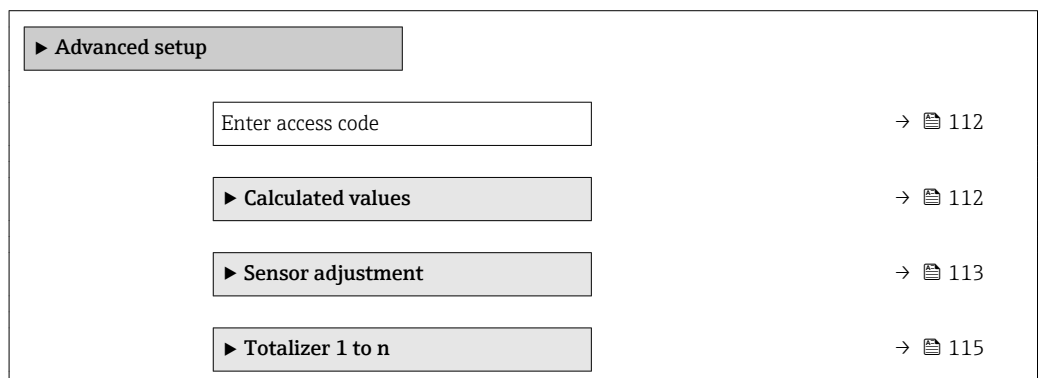 ► Advanced setup
Enter access code → 112
► Calculated values → 112
► Sensor adjustment → 113
► Totalizer 1 to n → 115